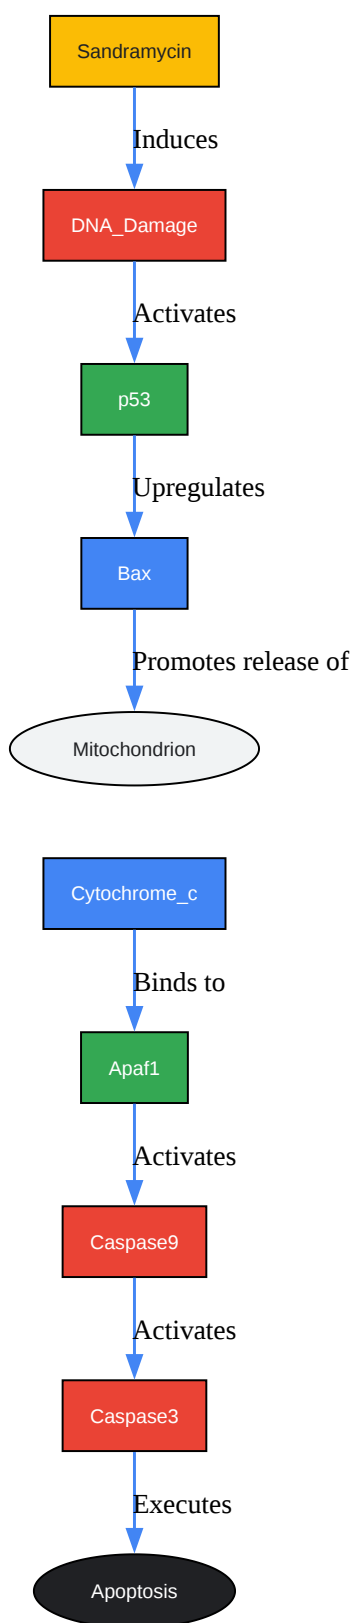 Sandramycin
Induces
DNA_Damage
Activates
p53
Upregulates
Bax
Promotes release of
Mitochondrion
Cytochrome_c
Binds to
Apaf1
Activates
Caspase9
Activates
Caspase3
Executes
Apoptosis